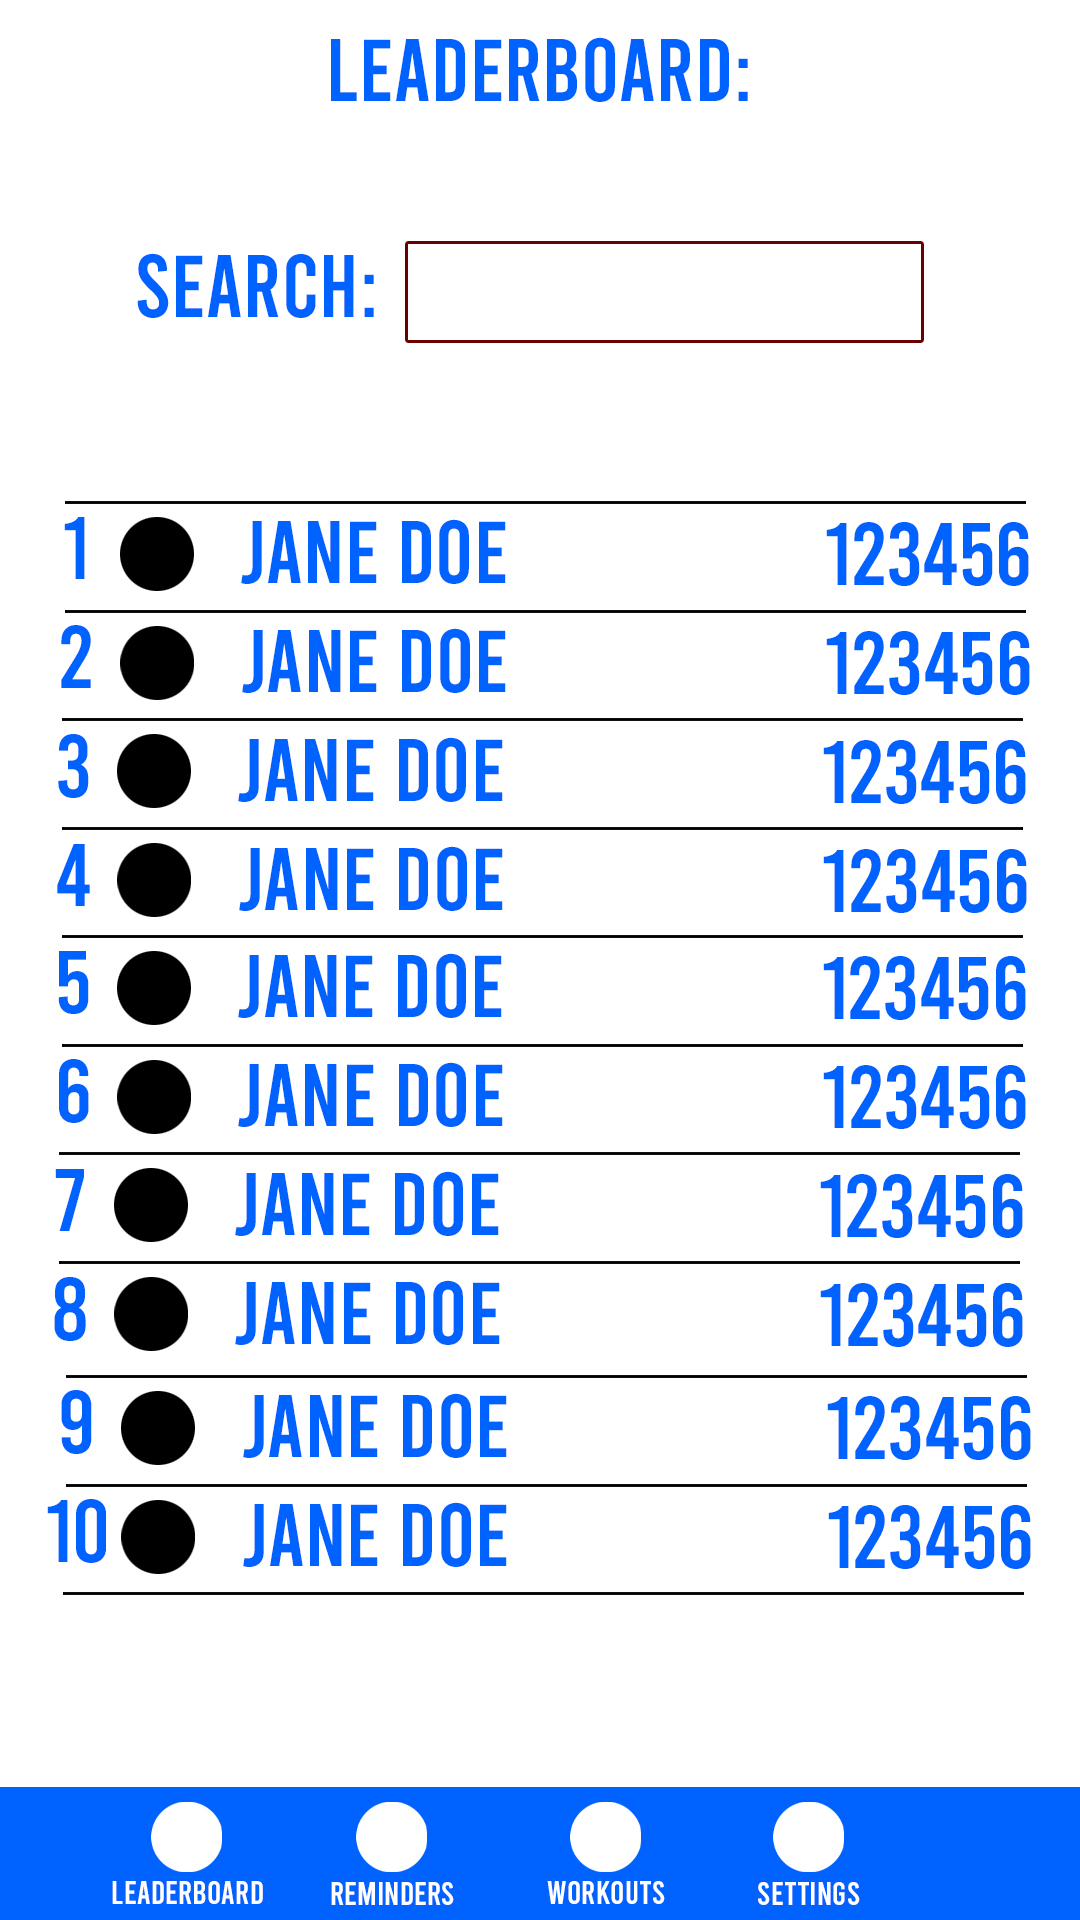 LEADERBOARD:
SEARCH:
1 JANE DOE 123456
2 JANE DOE 123456
3 JANE DOE 123456
4 JANE DOE 123456
5 JANE DOE 123456
6 JANE DOE 123456
7 JANE DOE 123456
8 JANE DOE 123456
9 JANE DOE 123456
10 JANE DOE 123456
LEADERBOARD REMINDERS WORKOUTS SETTINGS